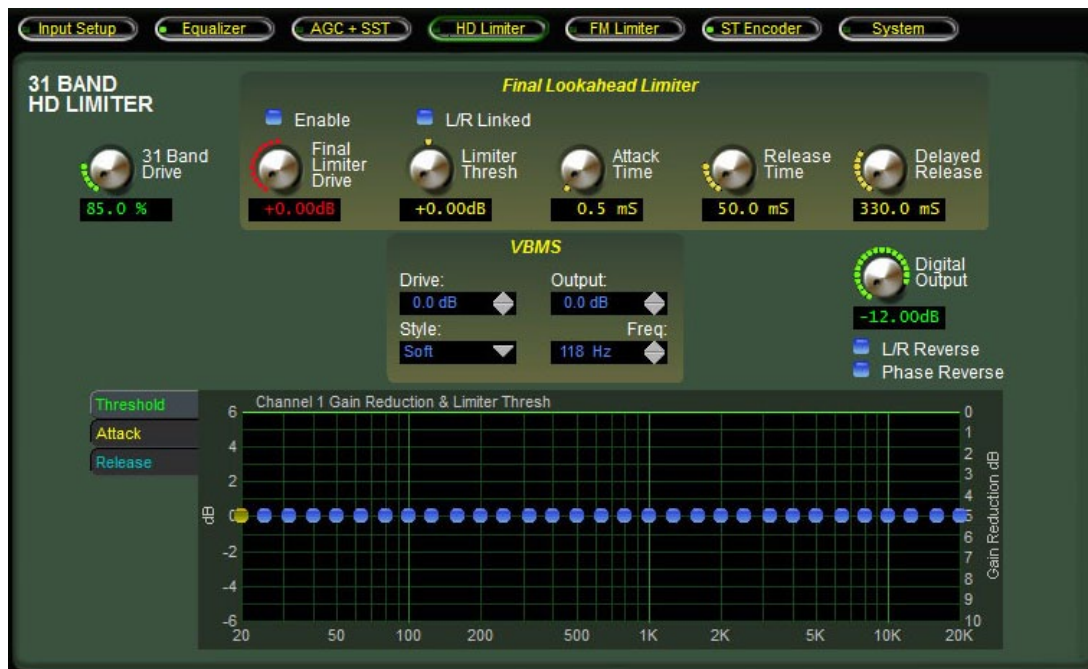 Input Setup Equalizer AGC + SST HD Limiter FM Limiter ST Encoder System
31 BAND
HD LIMITER
Final Lookahead Limiter
Enable L/R Linked
31 Band
Drive
85.0 %
Final
Limiter
Drive
+0.00dB
Limiter
Thresh
+0.00dB
Attack
Time
0.5 mS
Release
Time
50.0 mS
Delayed
Release
330.0 mS
VBMS
Drive: Output:
0.0 dB 0.0 dB
Style: Freq:
Soft 118 Hz
Digital
Output
-12.00dB
L/R Reverse
Phase Reverse
Threshold
Attack
Release
Channel 1 Gain Reduction & Limiter Thresh
6
4
2
0
-2
-4
-6
dB
0
1
2
3
4
5
6
7
8
9
10
Gain Reduction dB
20 50 100 200 500 1K 2K 5K 10K 20K